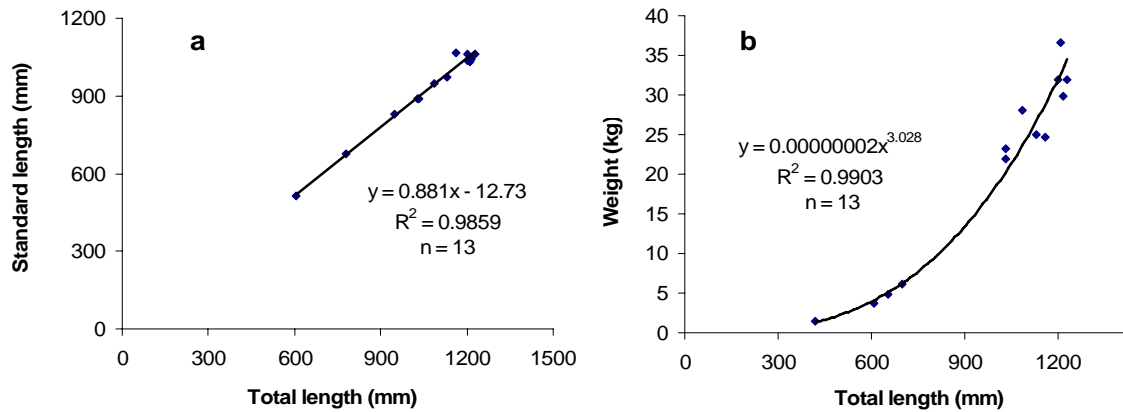 a
Standard length (mm)
1200
900
600
300
0
y = 0.881x - 12.73
R² = 0.9859
n = 13
0 300 600 900 1200 1500
Total length (mm)
b
Weight (kg)
40
35
30
25
20
15
10
5
0
y = 0.00000002x³·⁰²⁸
R² = 0.9903
n = 13
0 300 600 900 1200
Total length (mm)